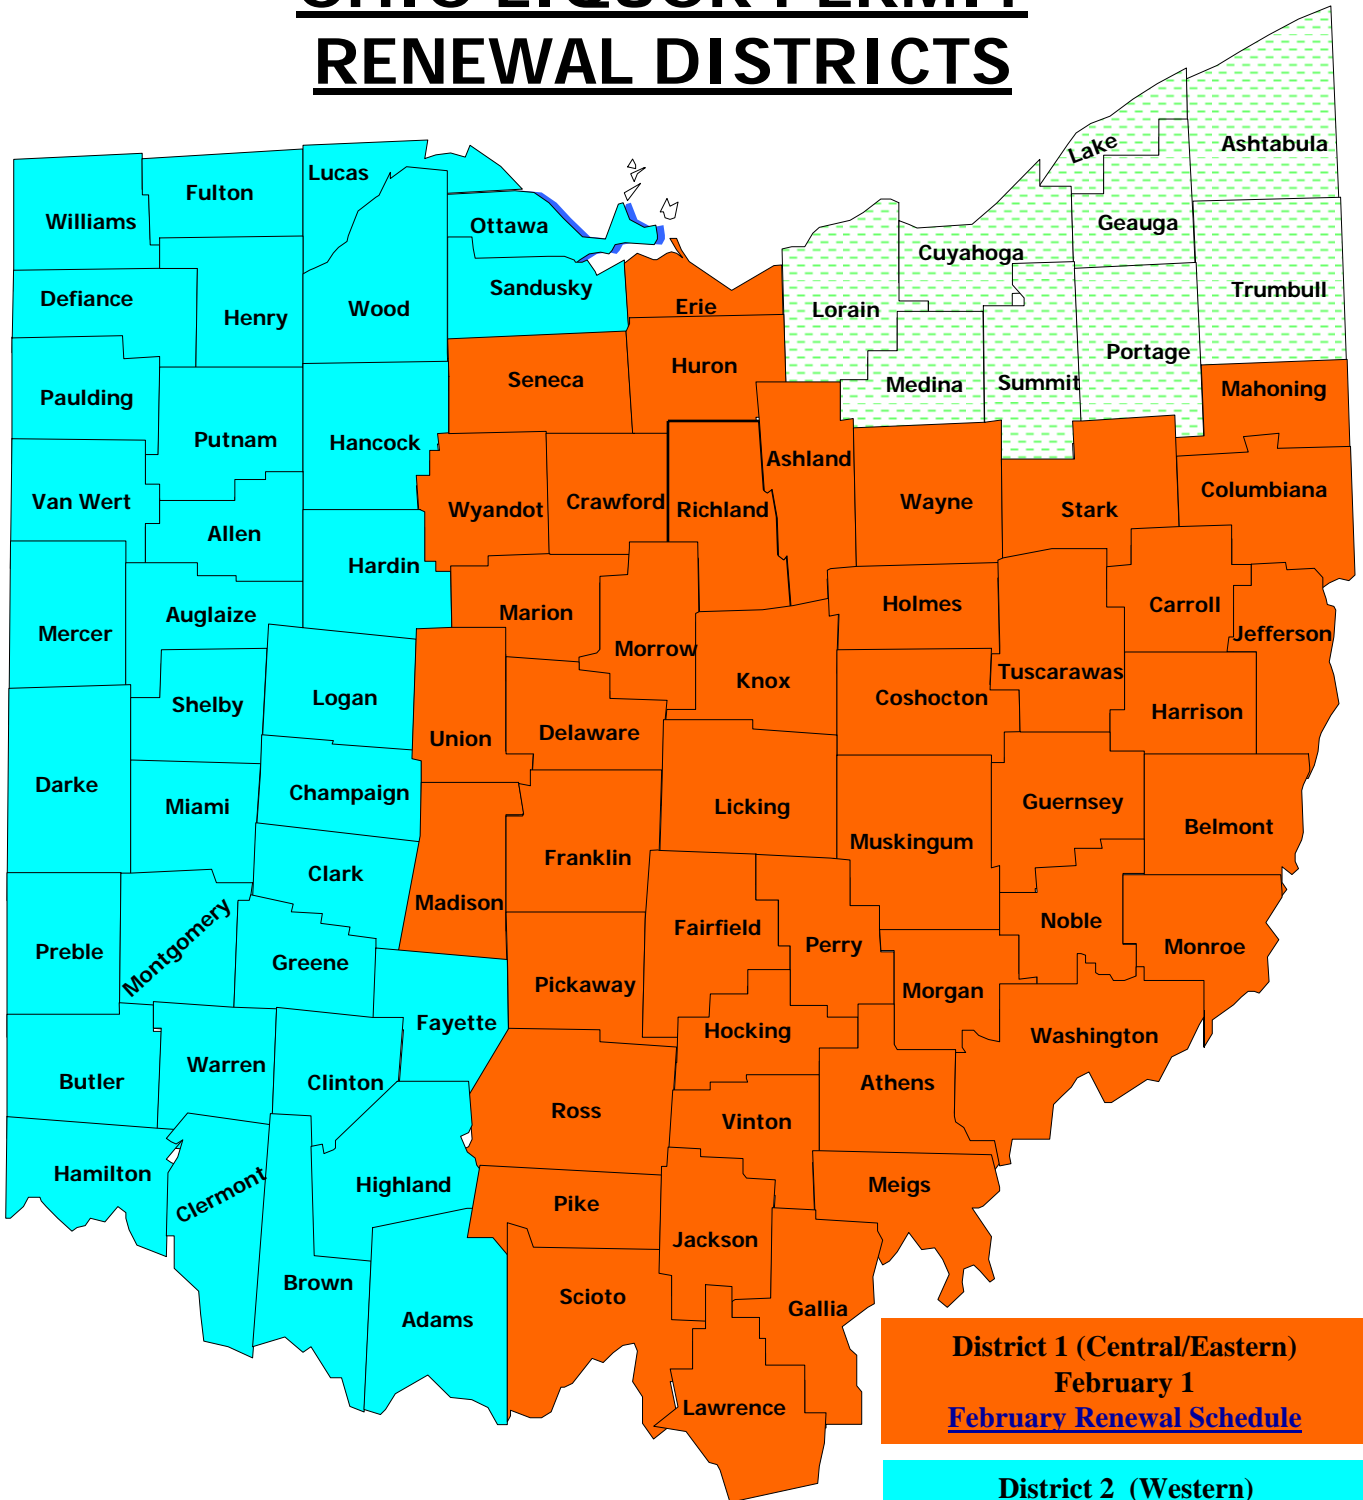 OHIO LIQUOR PERMIT
RENEWAL DISTRICTS
Ashtabula
Lake
Lucas
Fulton
Williams
Geauga
Ottawa
Cuyahoga
Sandusky
Trumbull
Defiance
Wood
Erie
Lorain
Henry
Portage
Huron
Seneca
Medina
Summit
Mahoning
Paulding
Putnam
Hancock
Ashland
Columbiana
Van Wert
Wyandot
Crawford
Richland
Wayne
Stark
Allen
Hardin
Holmes
Carroll
Marion
Auglaize
Mercer
Jefferson
Morrow
Tuscarawas
Knox
Coshocton
Logan
Shelby
Harrison
Union
Delaware
Darke
Champaign
Miami
Licking
Guernsey
Belmont
Muskingum
Franklin
Clark
Madison
Fairfield
Noble
Perry
Monroe
Preble
Montgomery
Greene
Pickaway
Morgan
Fayette
Hocking
Washington
Warren
Butler
Clinton
Athens
Ross
Vinton
Hamilton
Clermont
Highland
Meigs
Pike
Jackson
Brown
Scioto
Gallia
Adams
Lawrence
District 1 (Central/Eastern)
February 1
February Renewal Schedule
District 2 (Western)